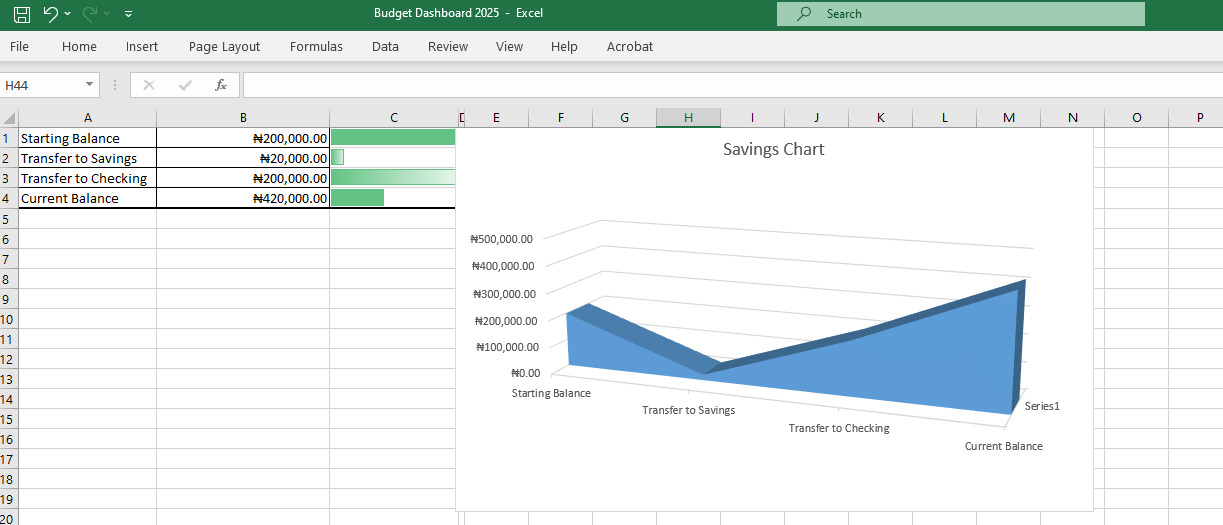 Budget Dashboard 2025 - Excel
Search
File Home Insert Page Layout Formulas Data Review View Help Acrobat
H44 fx
A B C D E F G H I J K L M N O P
1 Starting Balance ₦200,000.00
2 Transfer to Savings ₦20,000.00
3 Transfer to Checking ₦200,000.00
4 Current Balance ₦420,000.00
5
6
7
8
9
10
11
12
13
14
15
16
17
18
19
20
Savings Chart
₦500,000.00
₦400,000.00
₦300,000.00
₦200,000.00
₦100,000.00
₦0.00
Starting Balance
Transfer to Savings
Transfer to Checking
Current Balance
Series1